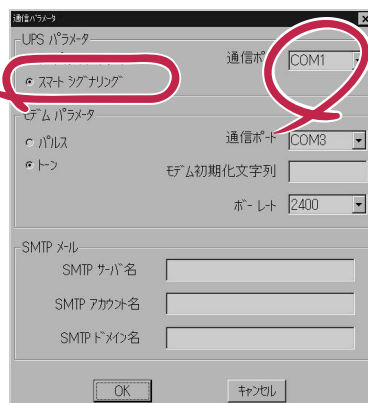 通信パラメータ
UPS パラメータ
通信ポ
COM1
スマート シグナリング
モデム パラメータ
パルス
通信ポート
COM3
トーン
モデム初期化文字列
ボー レート
2400
SMTP メール
SMTP サーバ名
SMTP アカウント名
SMTP ドメイン名
OK
キャンセル